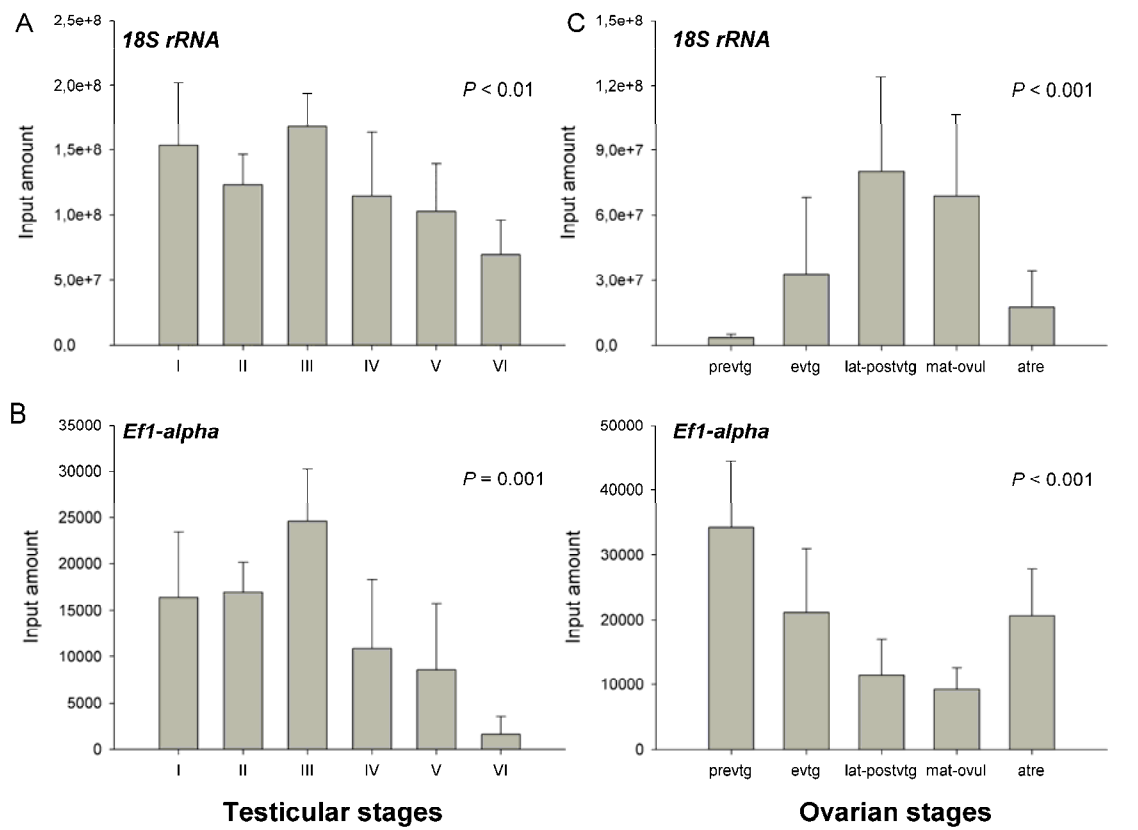 A
18S rRNA
P < 0.01
Input amount
2,5e+8
2,0e+8
1,5e+8
1,0e+8
5,0e+7
0,0
I II III IV V VI
C
18S rRNA
P < 0.001
Input amount
1,5e+8
1,2e+8
9,0e+7
6,0e+7
3,0e+7
0,0
prevtg evtg lat-postvtg mat-ovul atre
B
Ef1-alpha
P = 0.001
Input amount
35000
30000
25000
20000
15000
10000
5000
0
I II III IV V VI
Testicular stages
Ef1-alpha
P < 0.001
Input amount
50000
40000
30000
20000
10000
0
prevtg evtg lat-postvtg mat-ovul atre
Ovarian stages